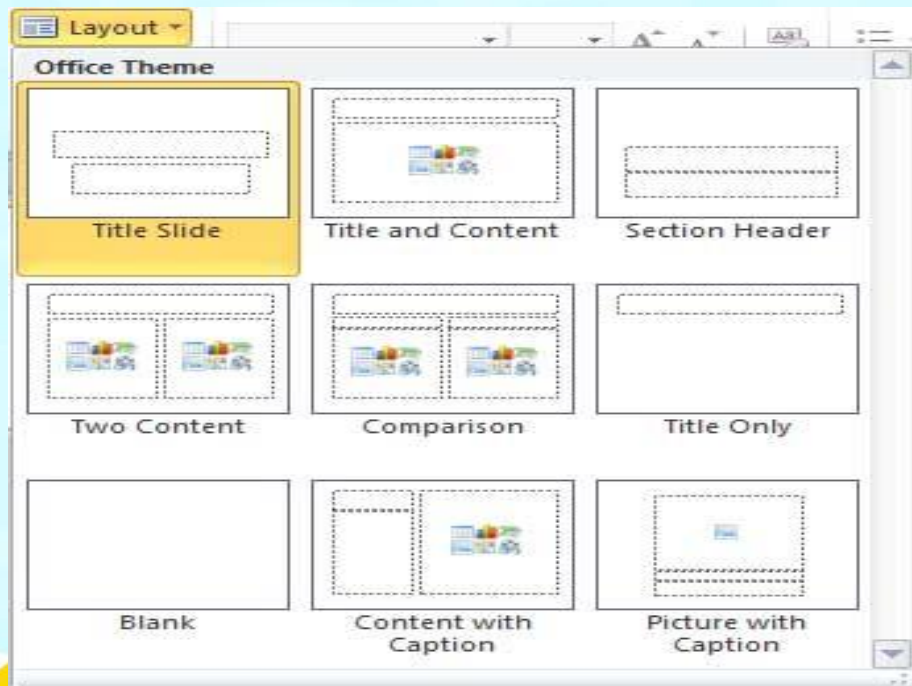 Layout
Office Theme
Title Slide
Title and Content
Section Header
Two Content
Comparison
Title Only
Blank
Content with
Caption
Picture with
Caption